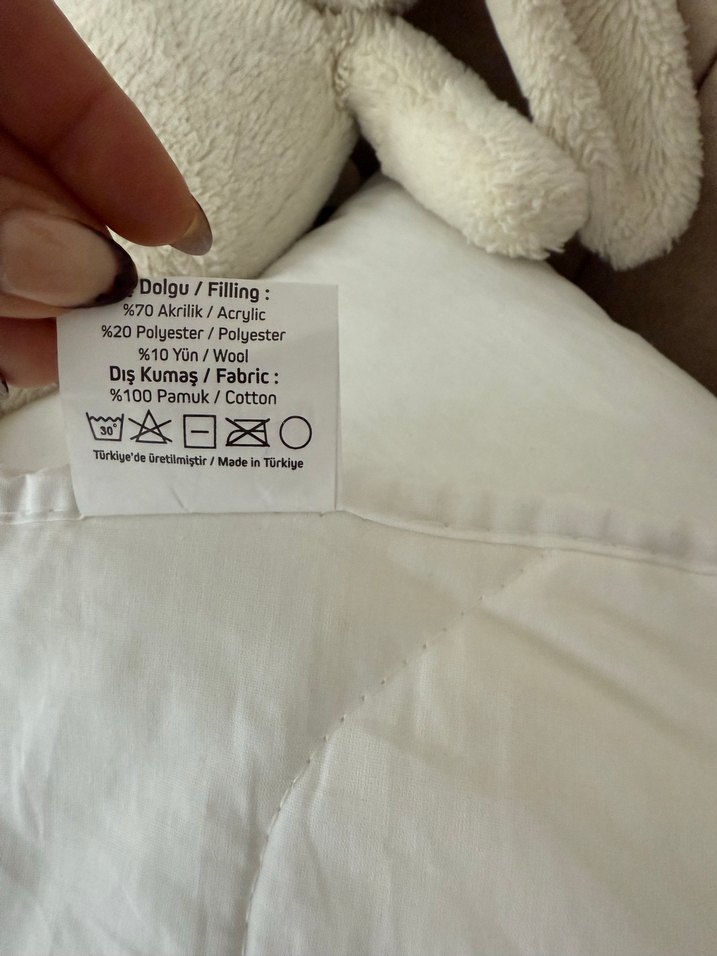 Dolgu / Filling :
%70 Akrilik / Acrylic
%20 Polyester / Polyester
%10 Yün / Wool
Dış Kumaş / Fabric :
%100 Pamuk / Cotton
30°
Türkiye'de üretilmiştir / Made in Türkiye